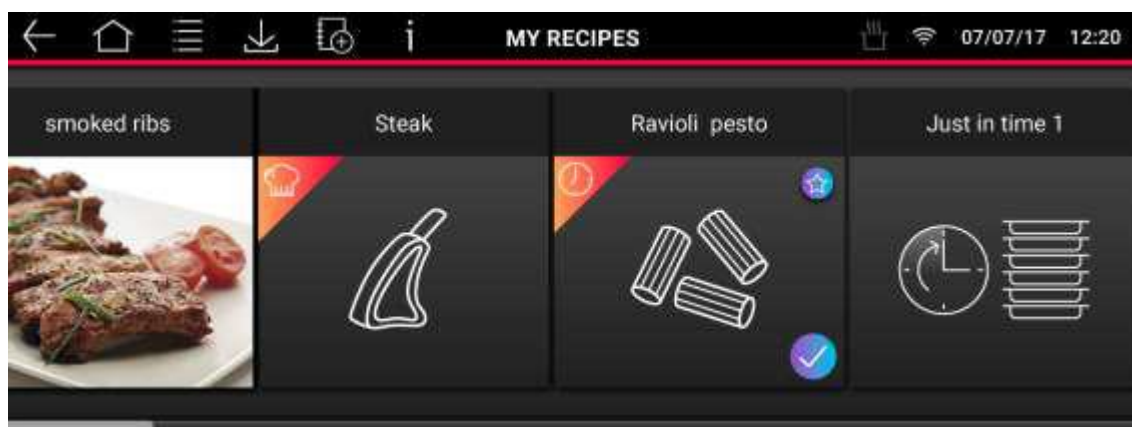 MY RECIPES 07/07/17 12:20
smoked ribs Steak Ravioli pesto Just in time 1